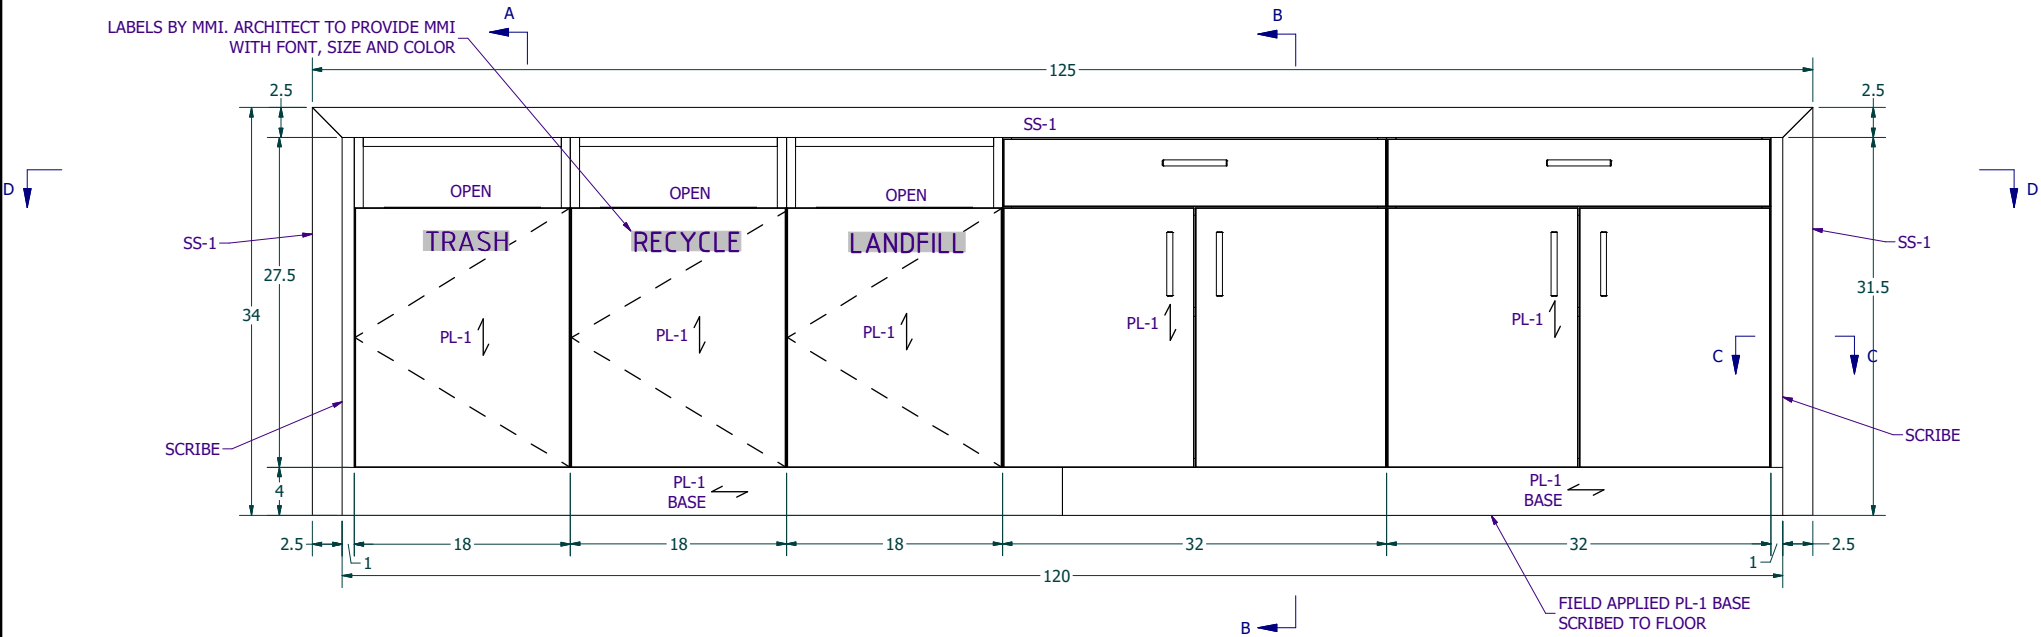 LABELS BY MMI. ARCHITECT TO PROVIDE MMI
WITH FONT, SIZE AND COLOR
A
B
125
2.5
2.5
SS-1
D
D
OPEN
OPEN
OPEN
SS-1
TRASH
RECYCLE
LANDFILL
SS-1
27.5
31.5
34
PL-1
PL-1
PL-1
PL-1
PL-1
C
C
SCRIBE
SCRIBE
4
PL-1
BASE
PL-1
BASE
2.5
1
18
18
18
32
32
1
2.5
120
FIELD APPLIED PL-1 BASE
SCRIBED TO FLOOR
B